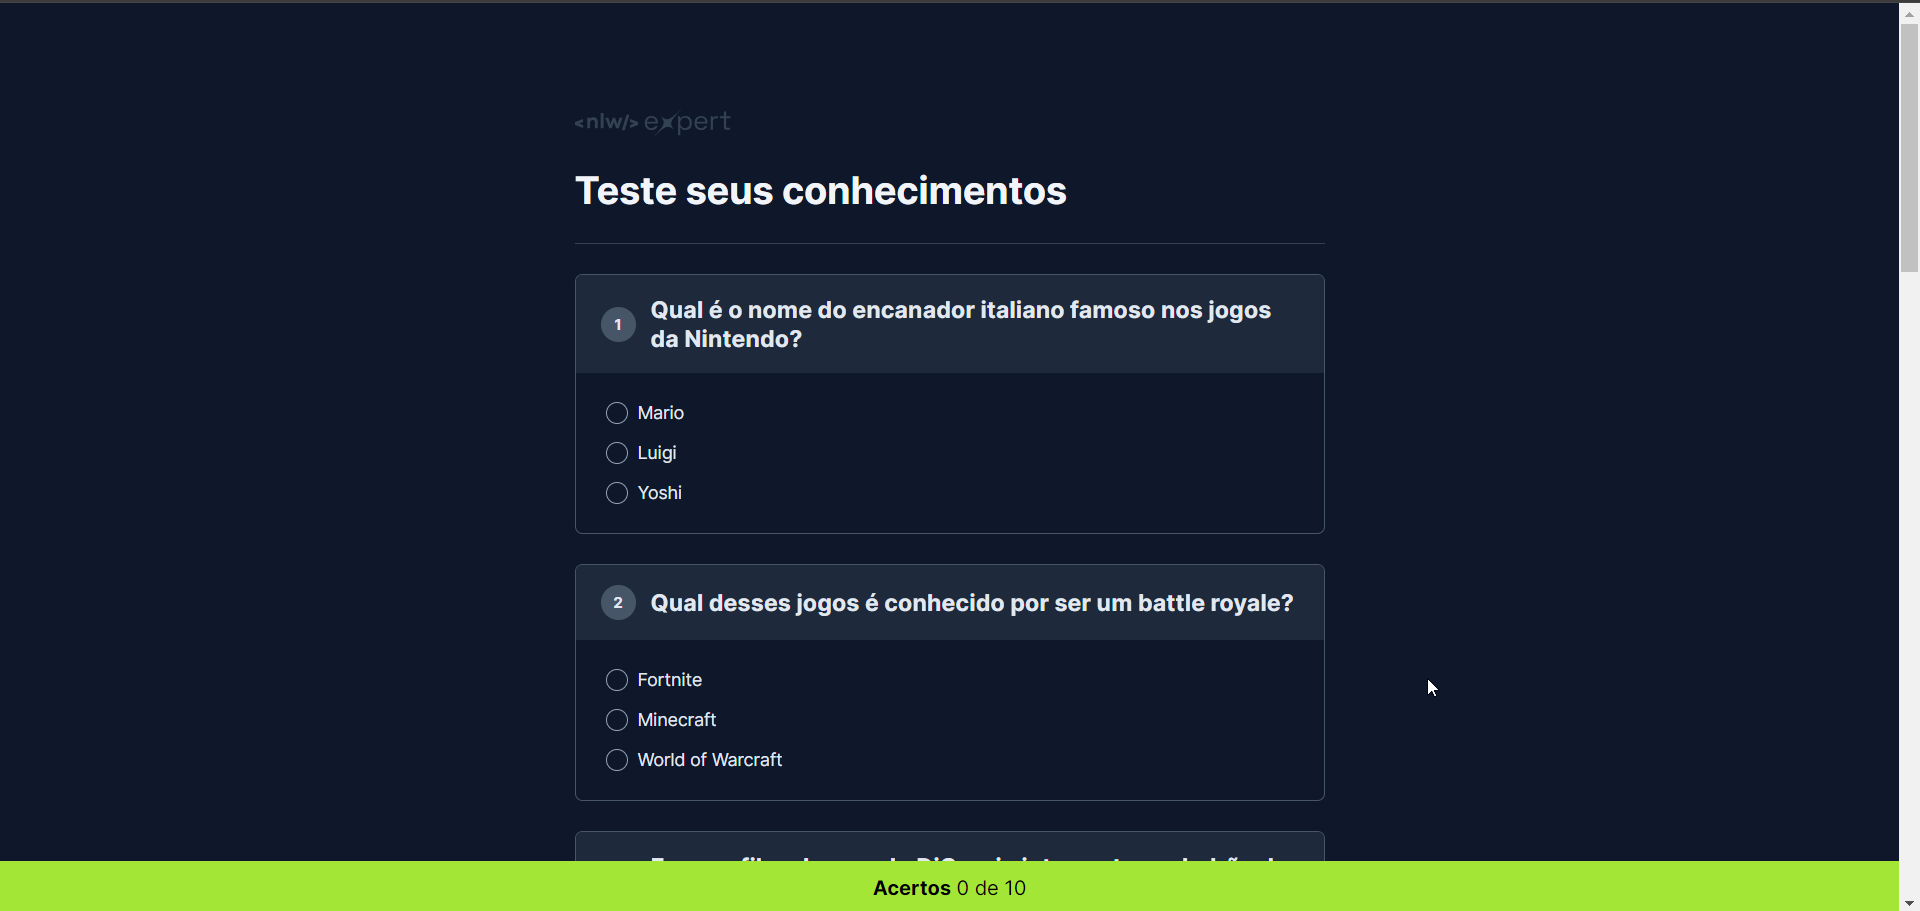 <nlw/> expert
Teste seus conhecimentos
1
Qual é o nome do encanador italiano famoso nos jogos
da Nintendo?
Mario
Luigi
Yoshi
2
Qual desses jogos é conhecido por ser um battle royale?
Fortnite
Minecraft
World of Warcraft
Acertos 0 de 10